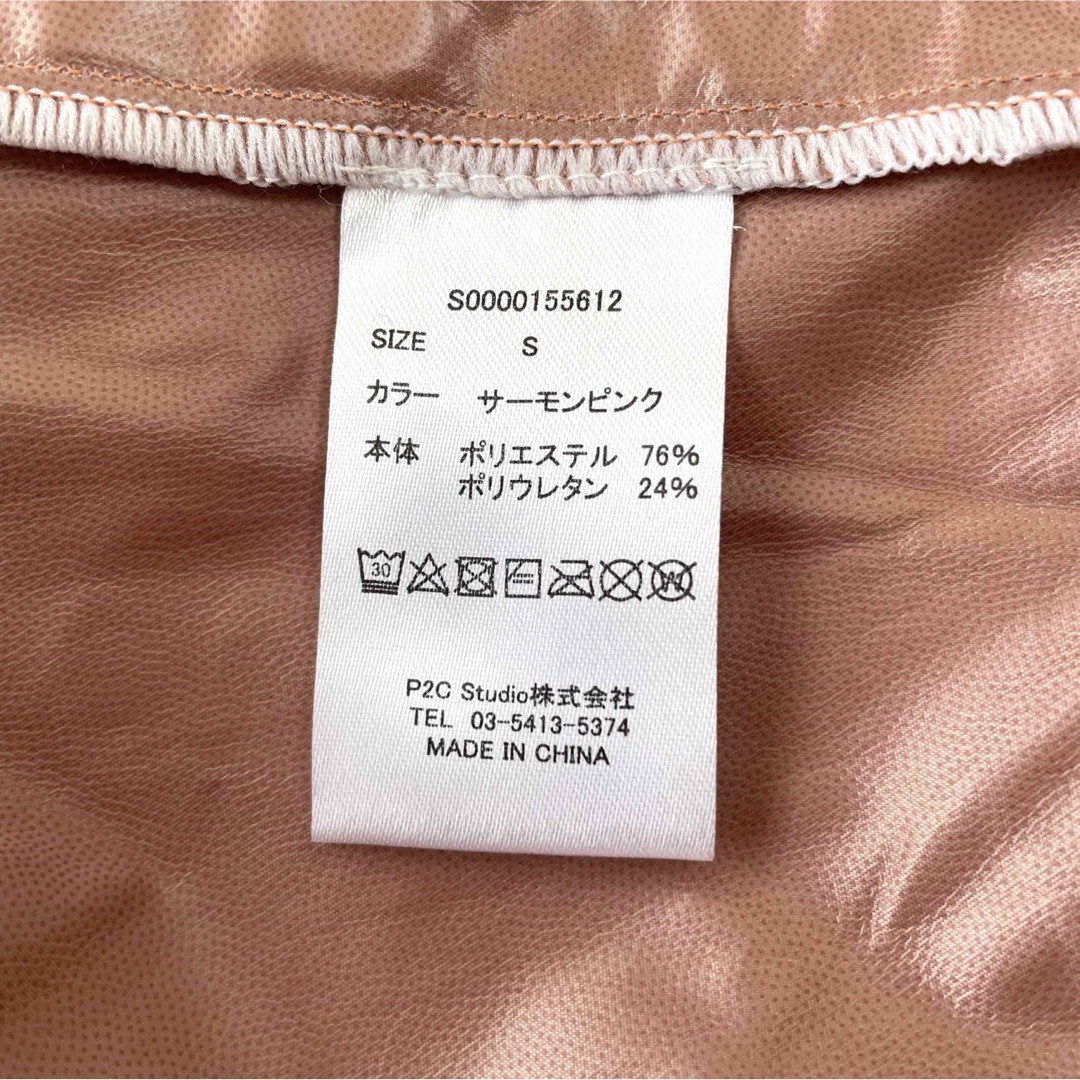 S0000155612
SIZE S
カラー サーモンピンク
本体 ポリエステル 76%
ポリウレタン 24%
30 W
P2C Studio株式会社
TEL 03-5413-5374
MADE IN CHINA